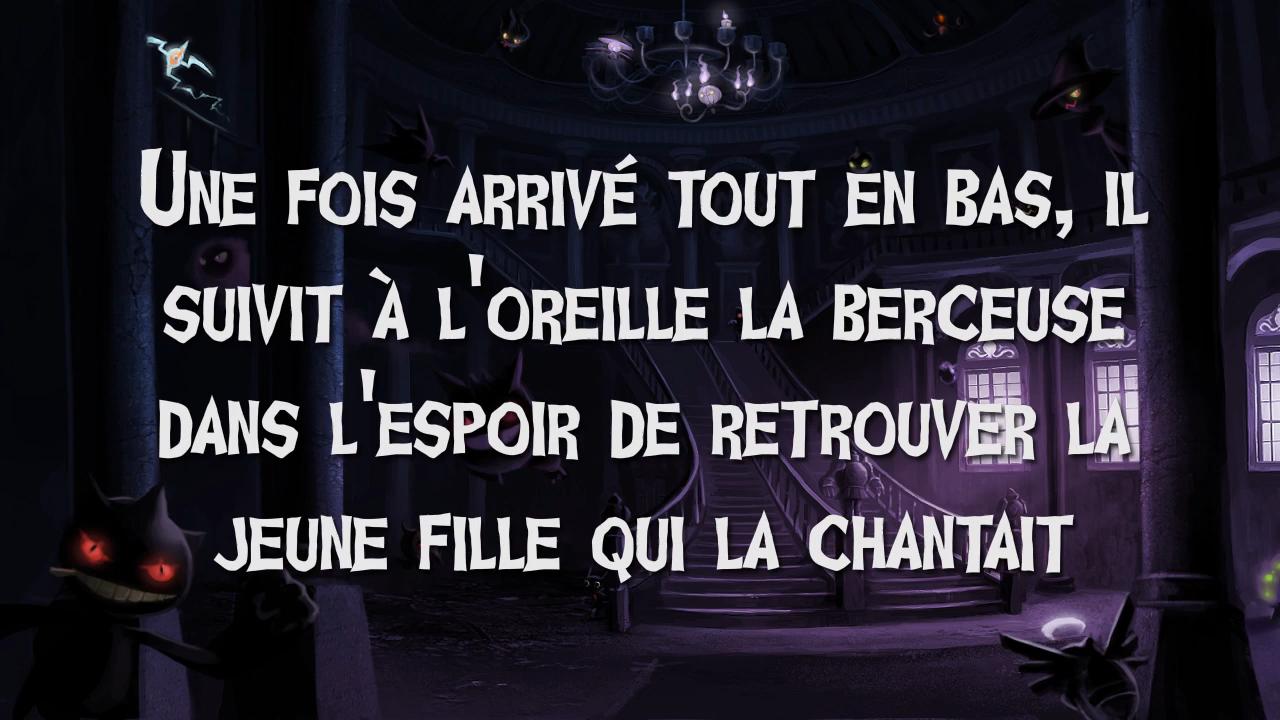 Une fois arrivé tout en bas, il
suivit à l'oreille la berceuse
dans l'espoir de retrouver la
jeune fille qui la chantait